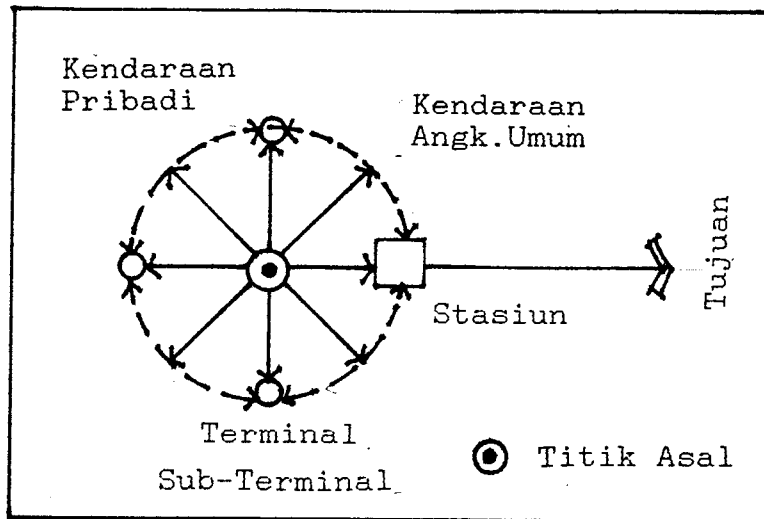 Kendaraan
Pribadi
Kendaraan
Angk.Umum
Tujuan
Stasiun
Terminal
Sub-Terminal
Titik Asal